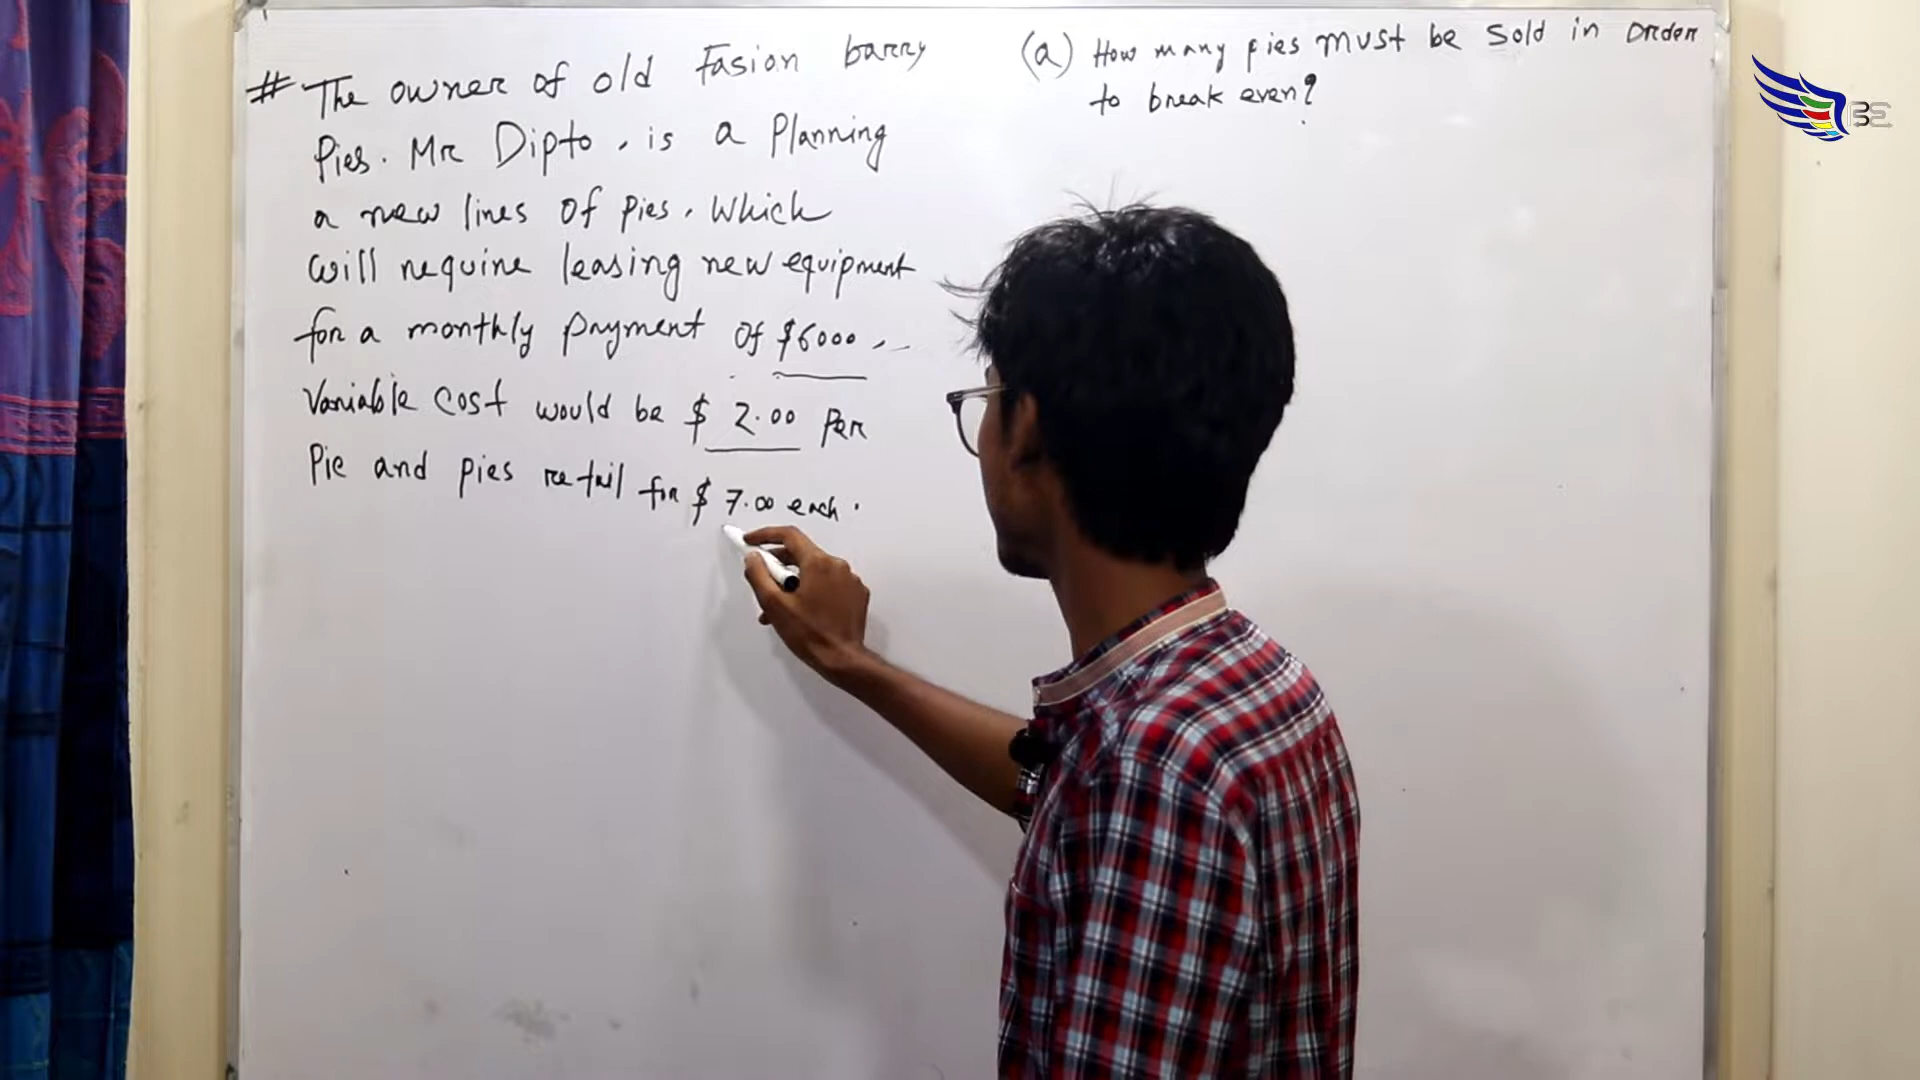 # The owner of old Fasion barry
Pies. Mr Dipto, is a Planning
a new lines of pies, which
will require leasing new equipment
for a monthly payment of $6000,
Variable cost would be $ 2.00 Per
Pie and pies retail for $ 7.00 each.
(a) How many pies must be sold in order
to break even?
BSE